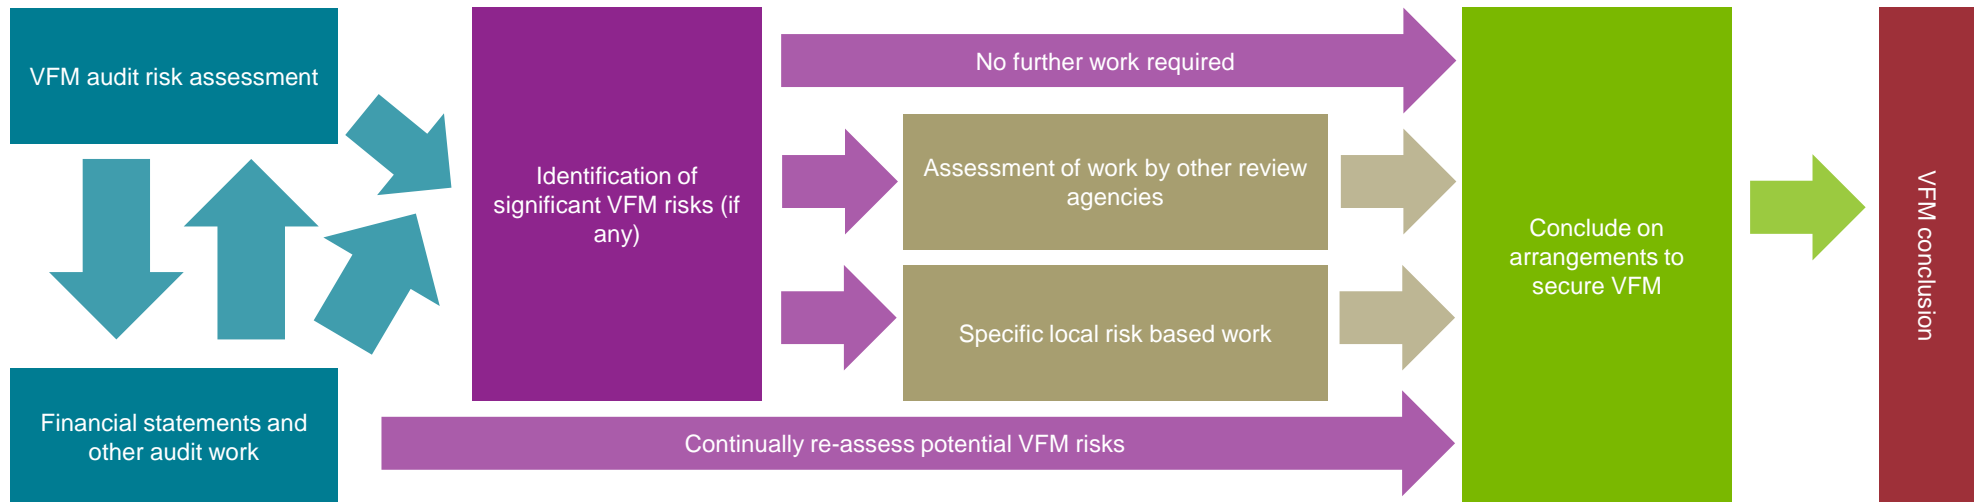 VFM audit risk assessment
Financial statements and
other audit work
Identification of
significant VFM risks (if
any)
No further work required
Assessment of work by other review
agencies
Specific local risk based work
Continually re-assess potential VFM risks
Conclude on
arrangements to
secure VFM
VFM conclusion